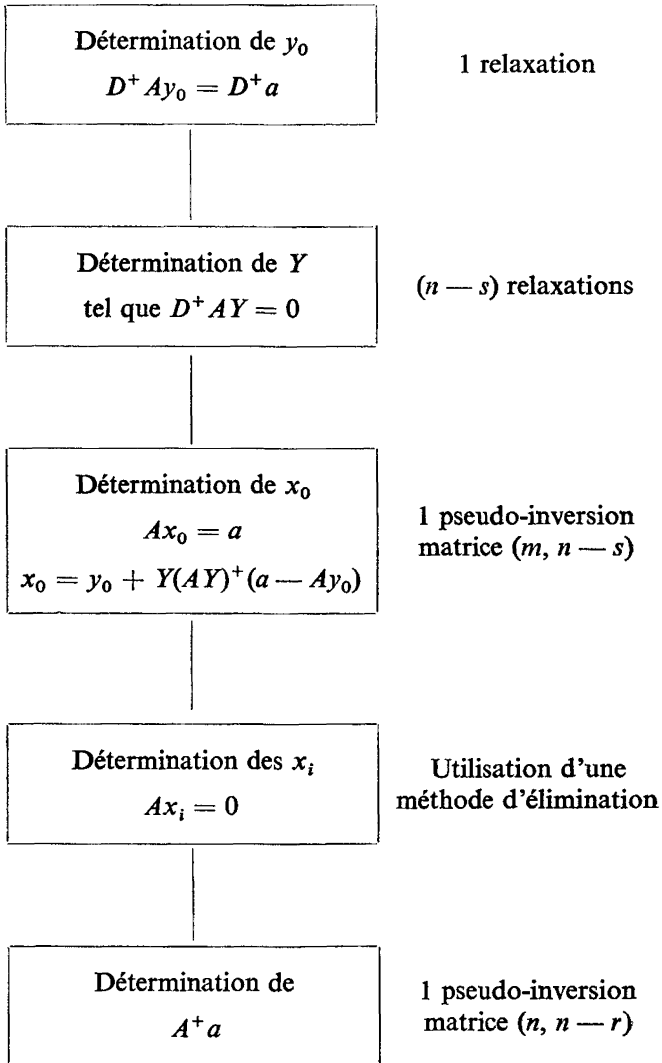 Détermination de y₀
D⁺ Ay₀ = D⁺ a
1 relaxation
Détermination de Y
tel que D⁺ AY = 0
(n — s) relaxations
Détermination de x₀
Ax₀ = a
x₀ = y₀ + Y(AY)⁺(a — Ay₀)
1 pseudo-inversion
matrice (m, n — s)
Détermination des xᵢ
Axᵢ = 0
Utilisation d'une
méthode d'élimination
Détermination de
A⁺ a
1 pseudo-inversion
matrice (n, n — r)